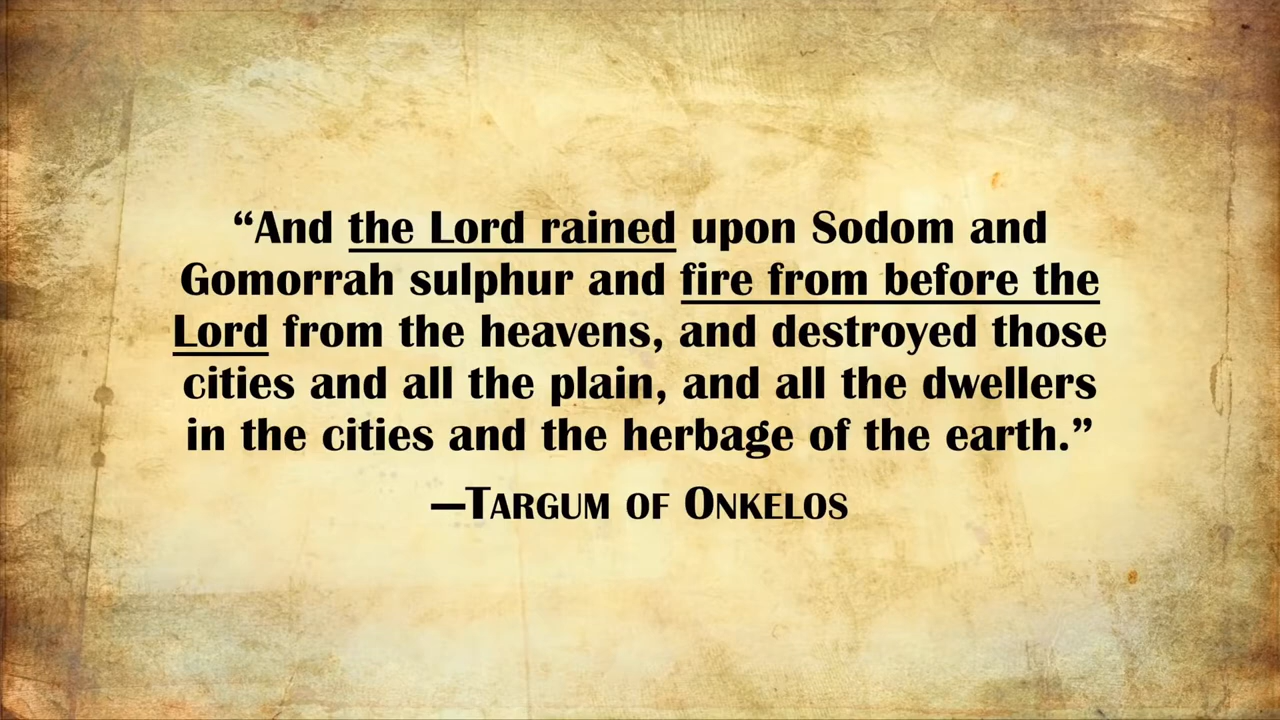 “And the Lord rained upon Sodom and
Gomorrah sulphur and fire from before the
Lord from the heavens, and destroyed those
cities and all the plain, and all the dwellers
in the cities and the herbage of the earth.”
—Targum of Onkelos